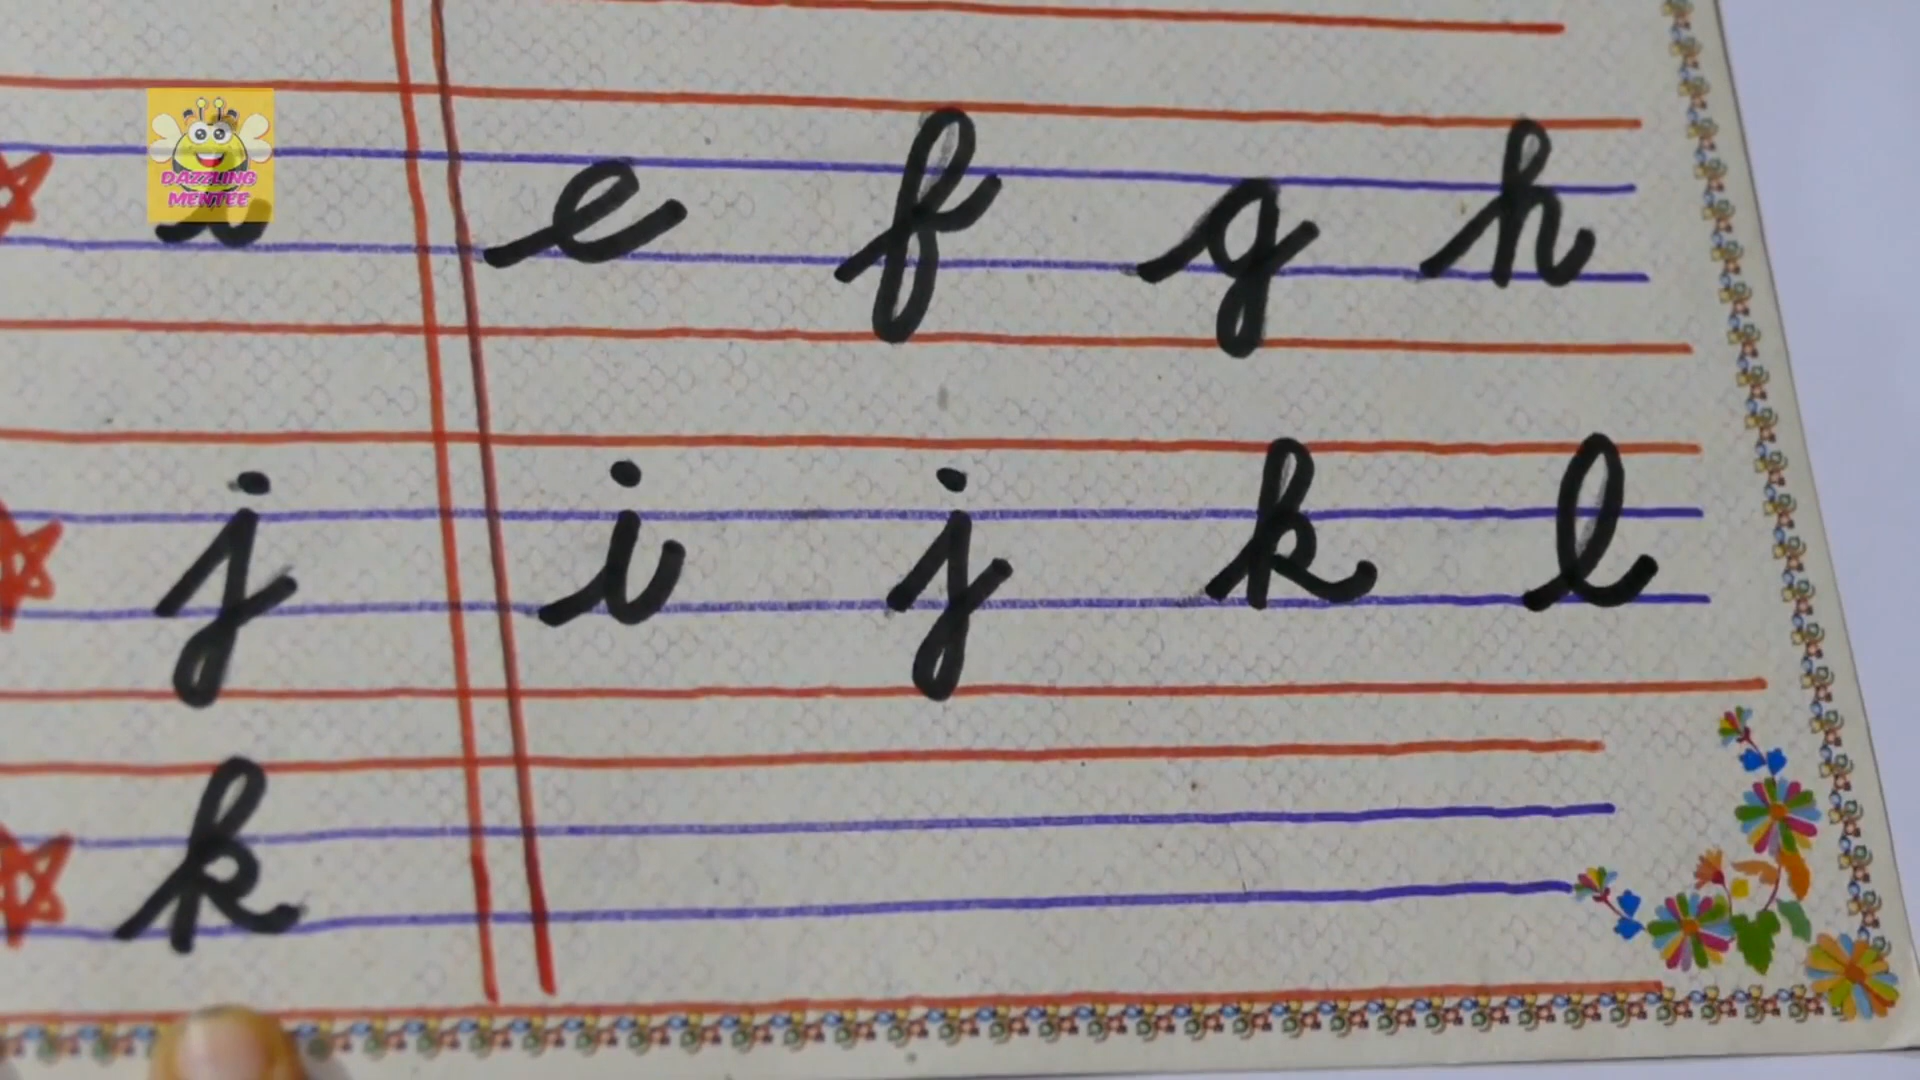 DAZZLING
MENTEE
e f g h
j i j k l
k